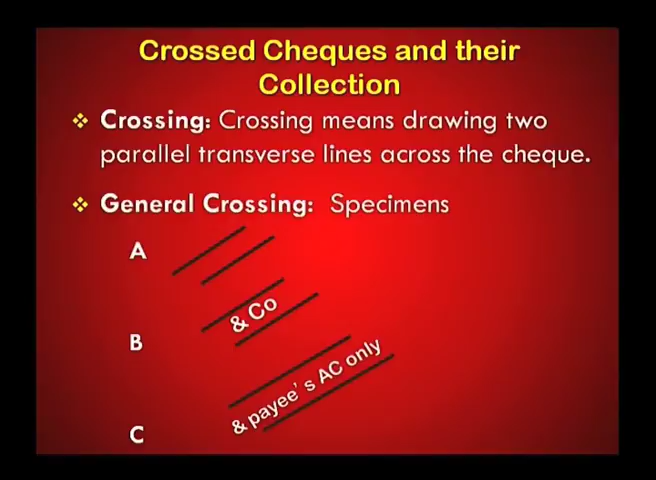 Crossed Cheques and their
Collection
Crossing: Crossing means drawing two
parallel transverse lines across the cheque.
General Crossing: Specimens
A
& Co
B
& payee's AC only
C